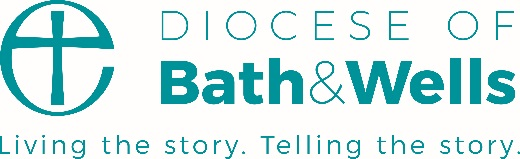 DIOCESE OF
Bath&Wells
Living the story. Telling the story.